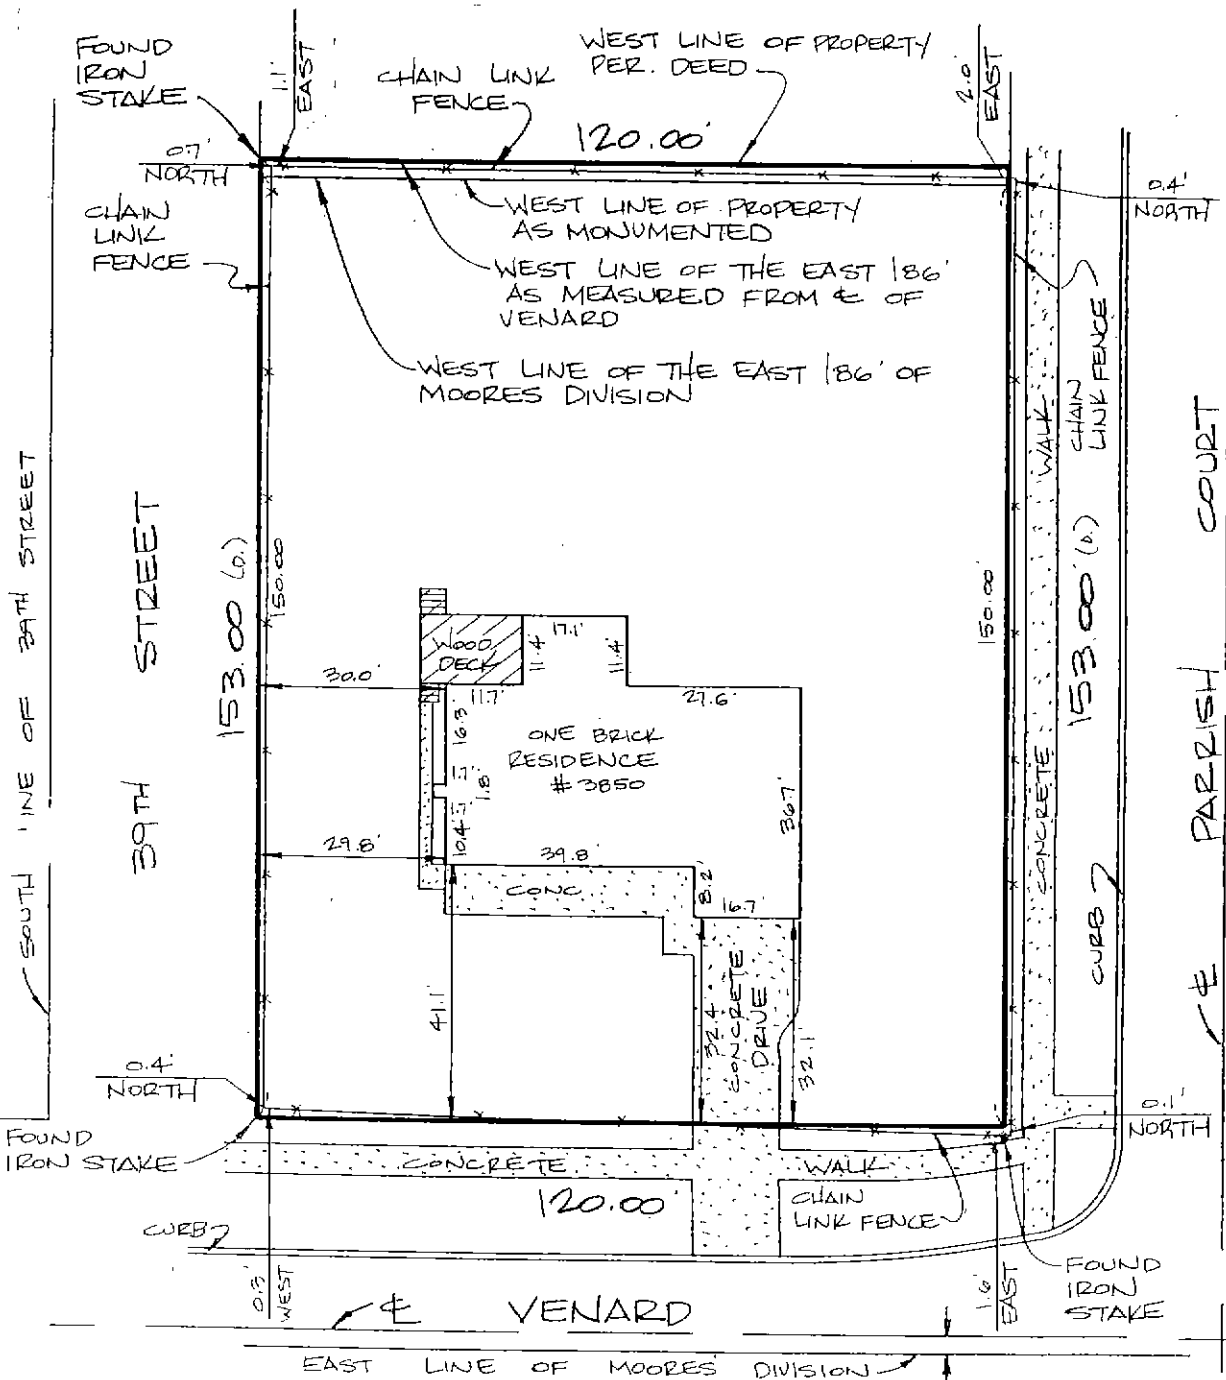 FOUND
IRON
STAKE
1.1'
EAST
CHAIN LINK
FENCE
WEST LINE OF PROPERTY
PER. DEED
2.0'
EAST
120.00'
0.7'
NORTH
0.4'
NORTH
CHAIN
LINK
FENCE
WEST LINE OF PROPERTY
AS MONUMENTED
WEST LINE OF THE EAST 186'
AS MEASURED FROM ℄ OF
VENARD
WEST LINE OF THE EAST 186' OF
MOORES DIVISION
CHAIN
LINK FENCE
CONCRETE WALK
SOUTH LINE OF 39TH STREET
39TH STREET
153.00' (D.)
150.00
150.00'
153.00' (D.)
℄ PARRISH COURT
CURB
WOOD
DECK
17.1'
11.4'
11.4'
30.0'
11.7'
27.6'
ONE BRICK
RESIDENCE
# 3850
16.3'
1.7'
1.8'
1.7'
10.4'
36.7'
29.8'
39.8'
8.2'
16.7'
CONC
41.1'
32.4'
CONCRETE
DRIVE
32.1'
0.4'
NORTH
0.1'
NORTH
FOUND
IRON STAKE
CONCRETE WALK
120.00'
CHAIN
LINK FENCE
CURB
0.3'
WEST
1.6'
EAST
FOUND
IRON
STAKE
℄ VENARD
EAST LINE OF MOORES DIVISION